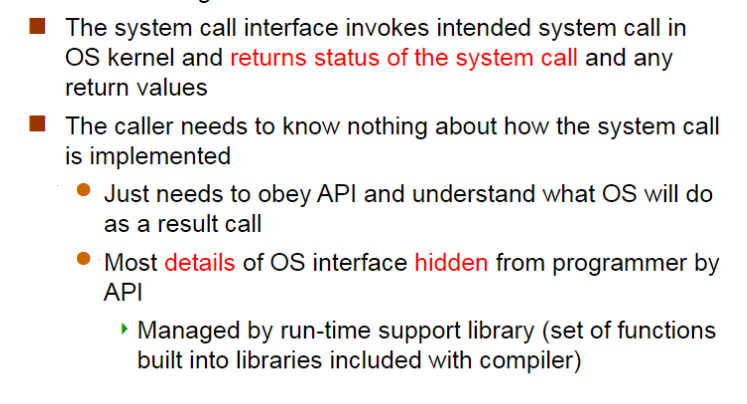 The system call interface invokes intended system call in
OS kernel and returns status of the system call and any
return values
The caller needs to know nothing about how the system call
is implemented
Just needs to obey API and understand what OS will do
as a result call
Most details of OS interface hidden from programmer by
API
Managed by run-time support library (set of functions
built into libraries included with compiler)